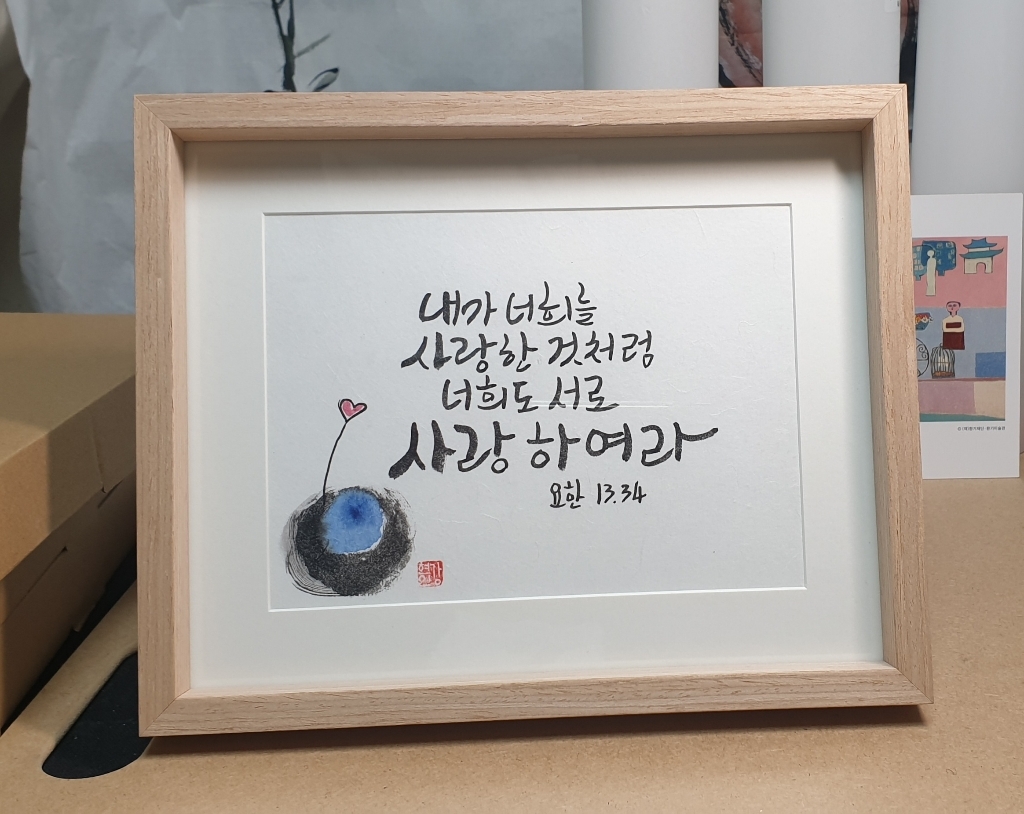 내가 너희를
사랑한 것처럼
너희도 서로
사랑하여라
요한 13.34